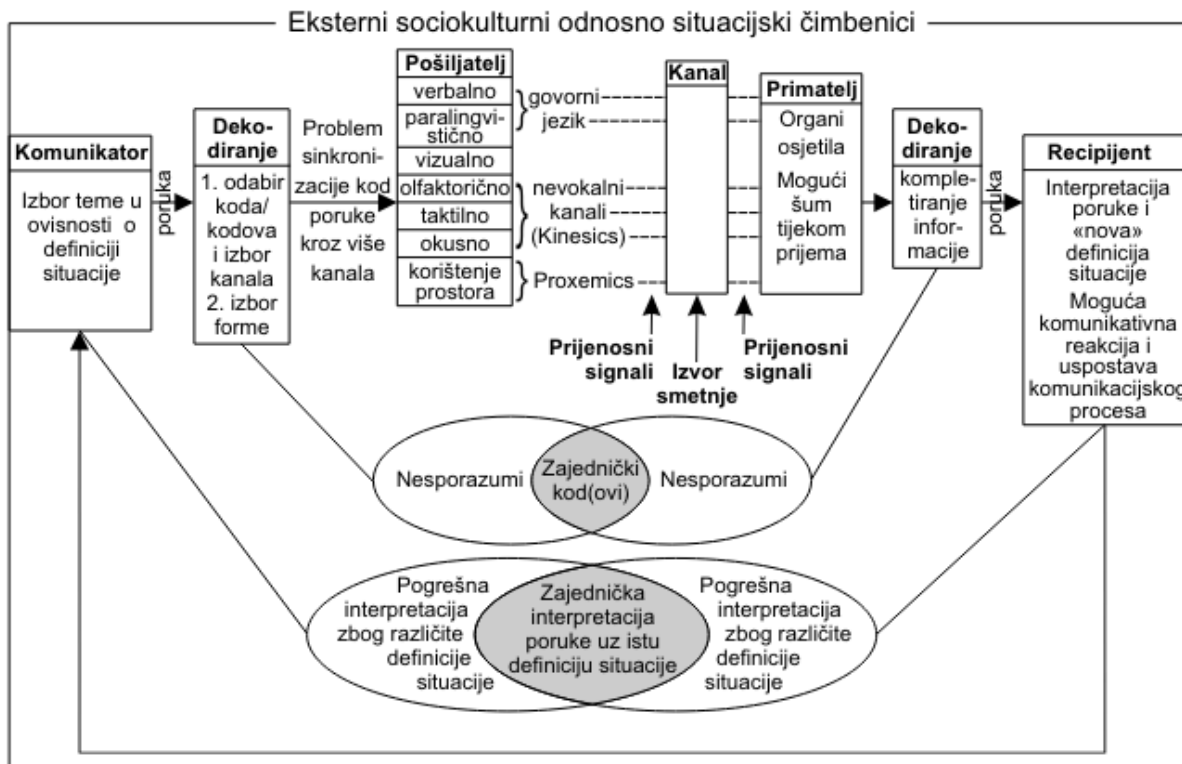 Eksterni sociokulturni odnosno situacijski čimbenici
Komunikator
Izbor teme u
ovisnosti o
definiciji
situacije
poruka
Deko-
diranje
1. odabir
koda/
kodova
i izbor
kanala
2. izbor
forme
Problem
sinkroni-
zacije kod
poruke
kroz više
kanala
Pošiljatelj
verbalno
paralingvi-
stično
vizualno
olfaktorično
taktilno
okusno
korištenje
prostora
govorni
jezik
nevokalni
kanali
(Kinesics)
Proxemics
Kanal
Primatelj
Organi
osjetila
Mogući
šum
tijekom
prijema
Deko-
diranje
komple-
tiranje
infor-
macije
poruka
Recipijent
Interpretacija
poruke i
«nova»
definicija
situacije
Moguća
komunikativna
reakcija i
uspostava
komunikacijskog
procesa
Prijenosni
signali
Izvor
smetnje
Prijenosni
signali
Nesporazumi
Zajednički
kod(ovi)
Nesporazumi
Pogrešna
interpretacija
zbog različite
definicije
situacije
Zajednička
interpretacija
poruke uz istu
definiciju situacije
Pogrešna
interpretacija
zbog različite
definicije
situacije